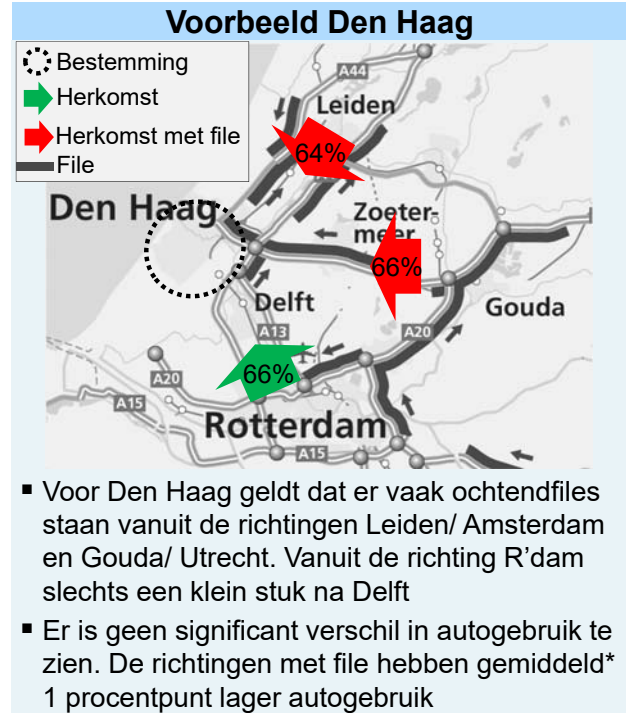 Voorbeeld Den Haag
Bestemming
Herkomst
Herkomst met file
File
A44
Leiden
64%
Den Haag
Zoeter-
meer
66%
Delft
Gouda
A13
A20
66%
A20
A15
Rotterdam
A15
▪ Voor Den Haag geldt dat er vaak ochtendfiles
staan vanuit de richtingen Leiden/ Amsterdam
en Gouda/ Utrecht. Vanuit de richting R’dam
slechts een klein stuk na Delft
▪ Er is geen significant verschil in autogebruik te
zien. De richtingen met file hebben gemiddeld*
1 procentpunt lager autogebruik